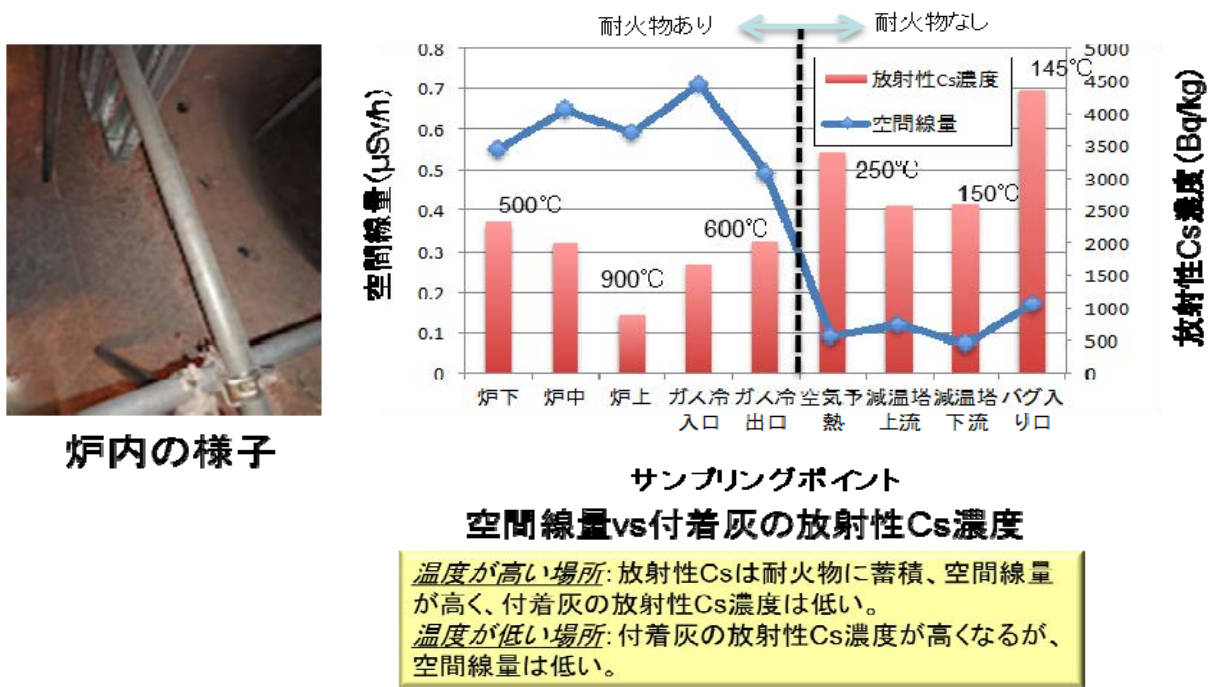 耐火物あり
耐火物なし
0.8
0.7
0.6
0.5
0.4
0.3
0.2
0.1
0
空間線量(μSv/h)
5000
4500
4000
3500
3000
2500
2000
1500
1000
500
0
放射性Cs濃度(Bq/kg)
放射性Cs濃度
空間線量
500℃
900℃
600℃
250℃
150℃
145℃
炉下
炉中
炉上
ガス冷
入口
ガス冷
出口
空気予
熱
減温塔
上流
減温塔
下流
バグ入
り口
炉内の様子
サンプリングポイント
空間線量vs付着灰の放射性Cs濃度
温度が高い場所: 放射性Csは耐火物に蓄積、空間線量
が高く、付着灰の放射性Cs濃度は低い。
温度が低い場所: 付着灰の放射性Cs濃度が高くなるが、
空間線量は低い。